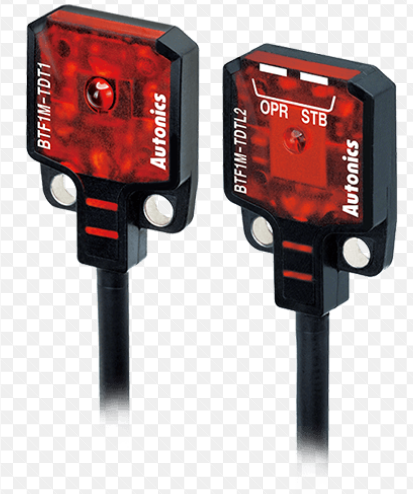 BTF1M-TDT1
Autonics
OPR STB
BTF1M-TDTL2
Autonics